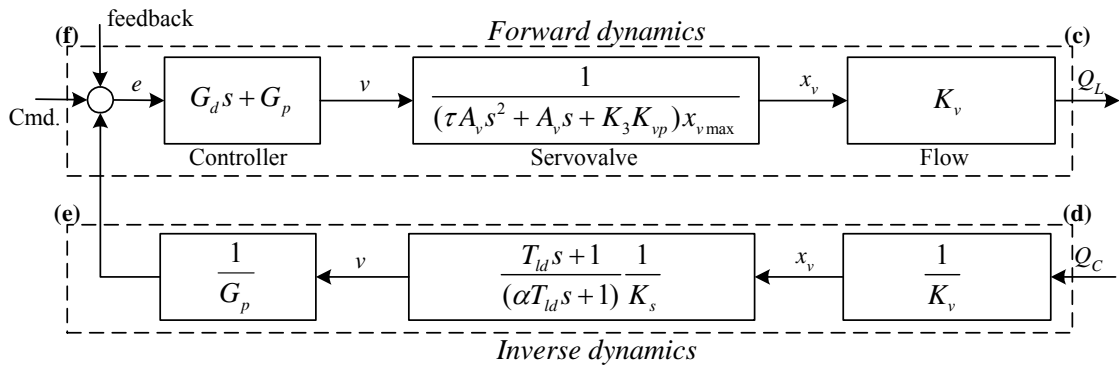 feedback
(f)
Forward dynamics
(c)
e
v
x_v
Q_L
Cmd.
G_d s + G_p
1
(τA_v s^2 + A_v s + K_3 K_vp) x_v max
K_v
Controller
Servovalve
Flow
(e)
(d)
v
x_v
Q_C
1
G_p
T_ld s + 1
(αT_ld s + 1)
1
K_s
1
K_v
Inverse dynamics